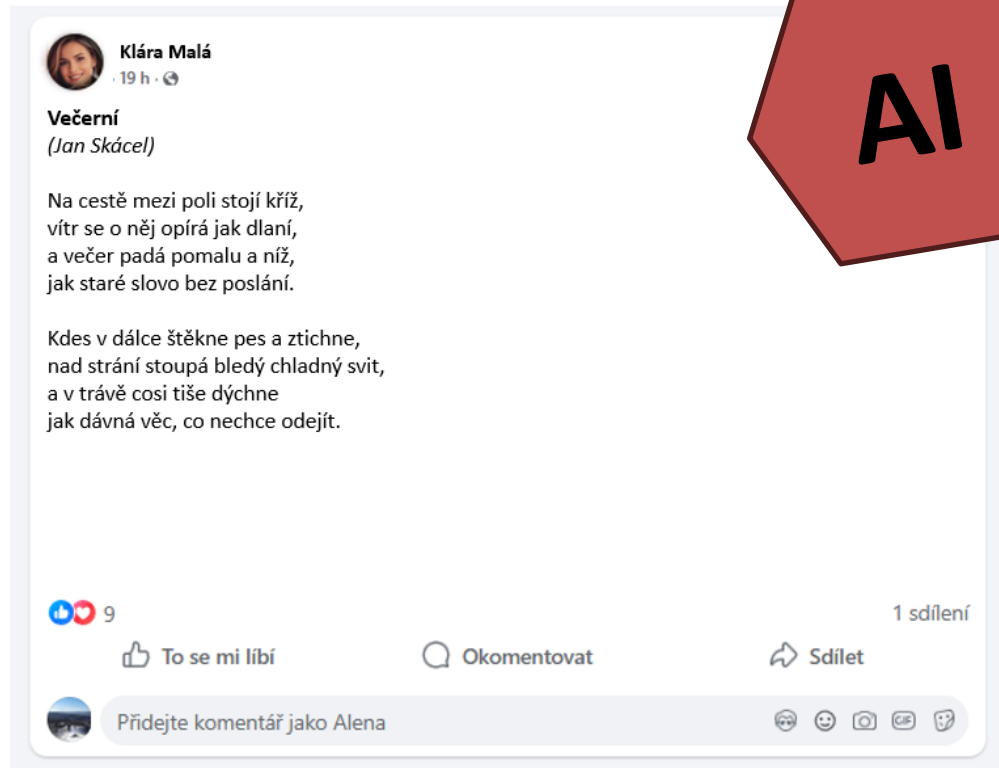 Klára Malá
· 19 h ·
AI
Večerní
(Jan Skácel)
Na cestě mezi poli stojí kříž,
vítr se o něj opírá jak dlaní,
a večer padá pomalu a níž,
jak staré slovo bez poslání.
Kdes v dálce štěkne pes a ztichne,
nad strání stoupá bledý chladný svit,
a v trávě cosi tiše dýchne
jak dávná věc, co nechce odejít.
9
1 sdílení
To se mi líbí
Okomentovat
Sdílet
Přidejte komentář jako Alena
GIF